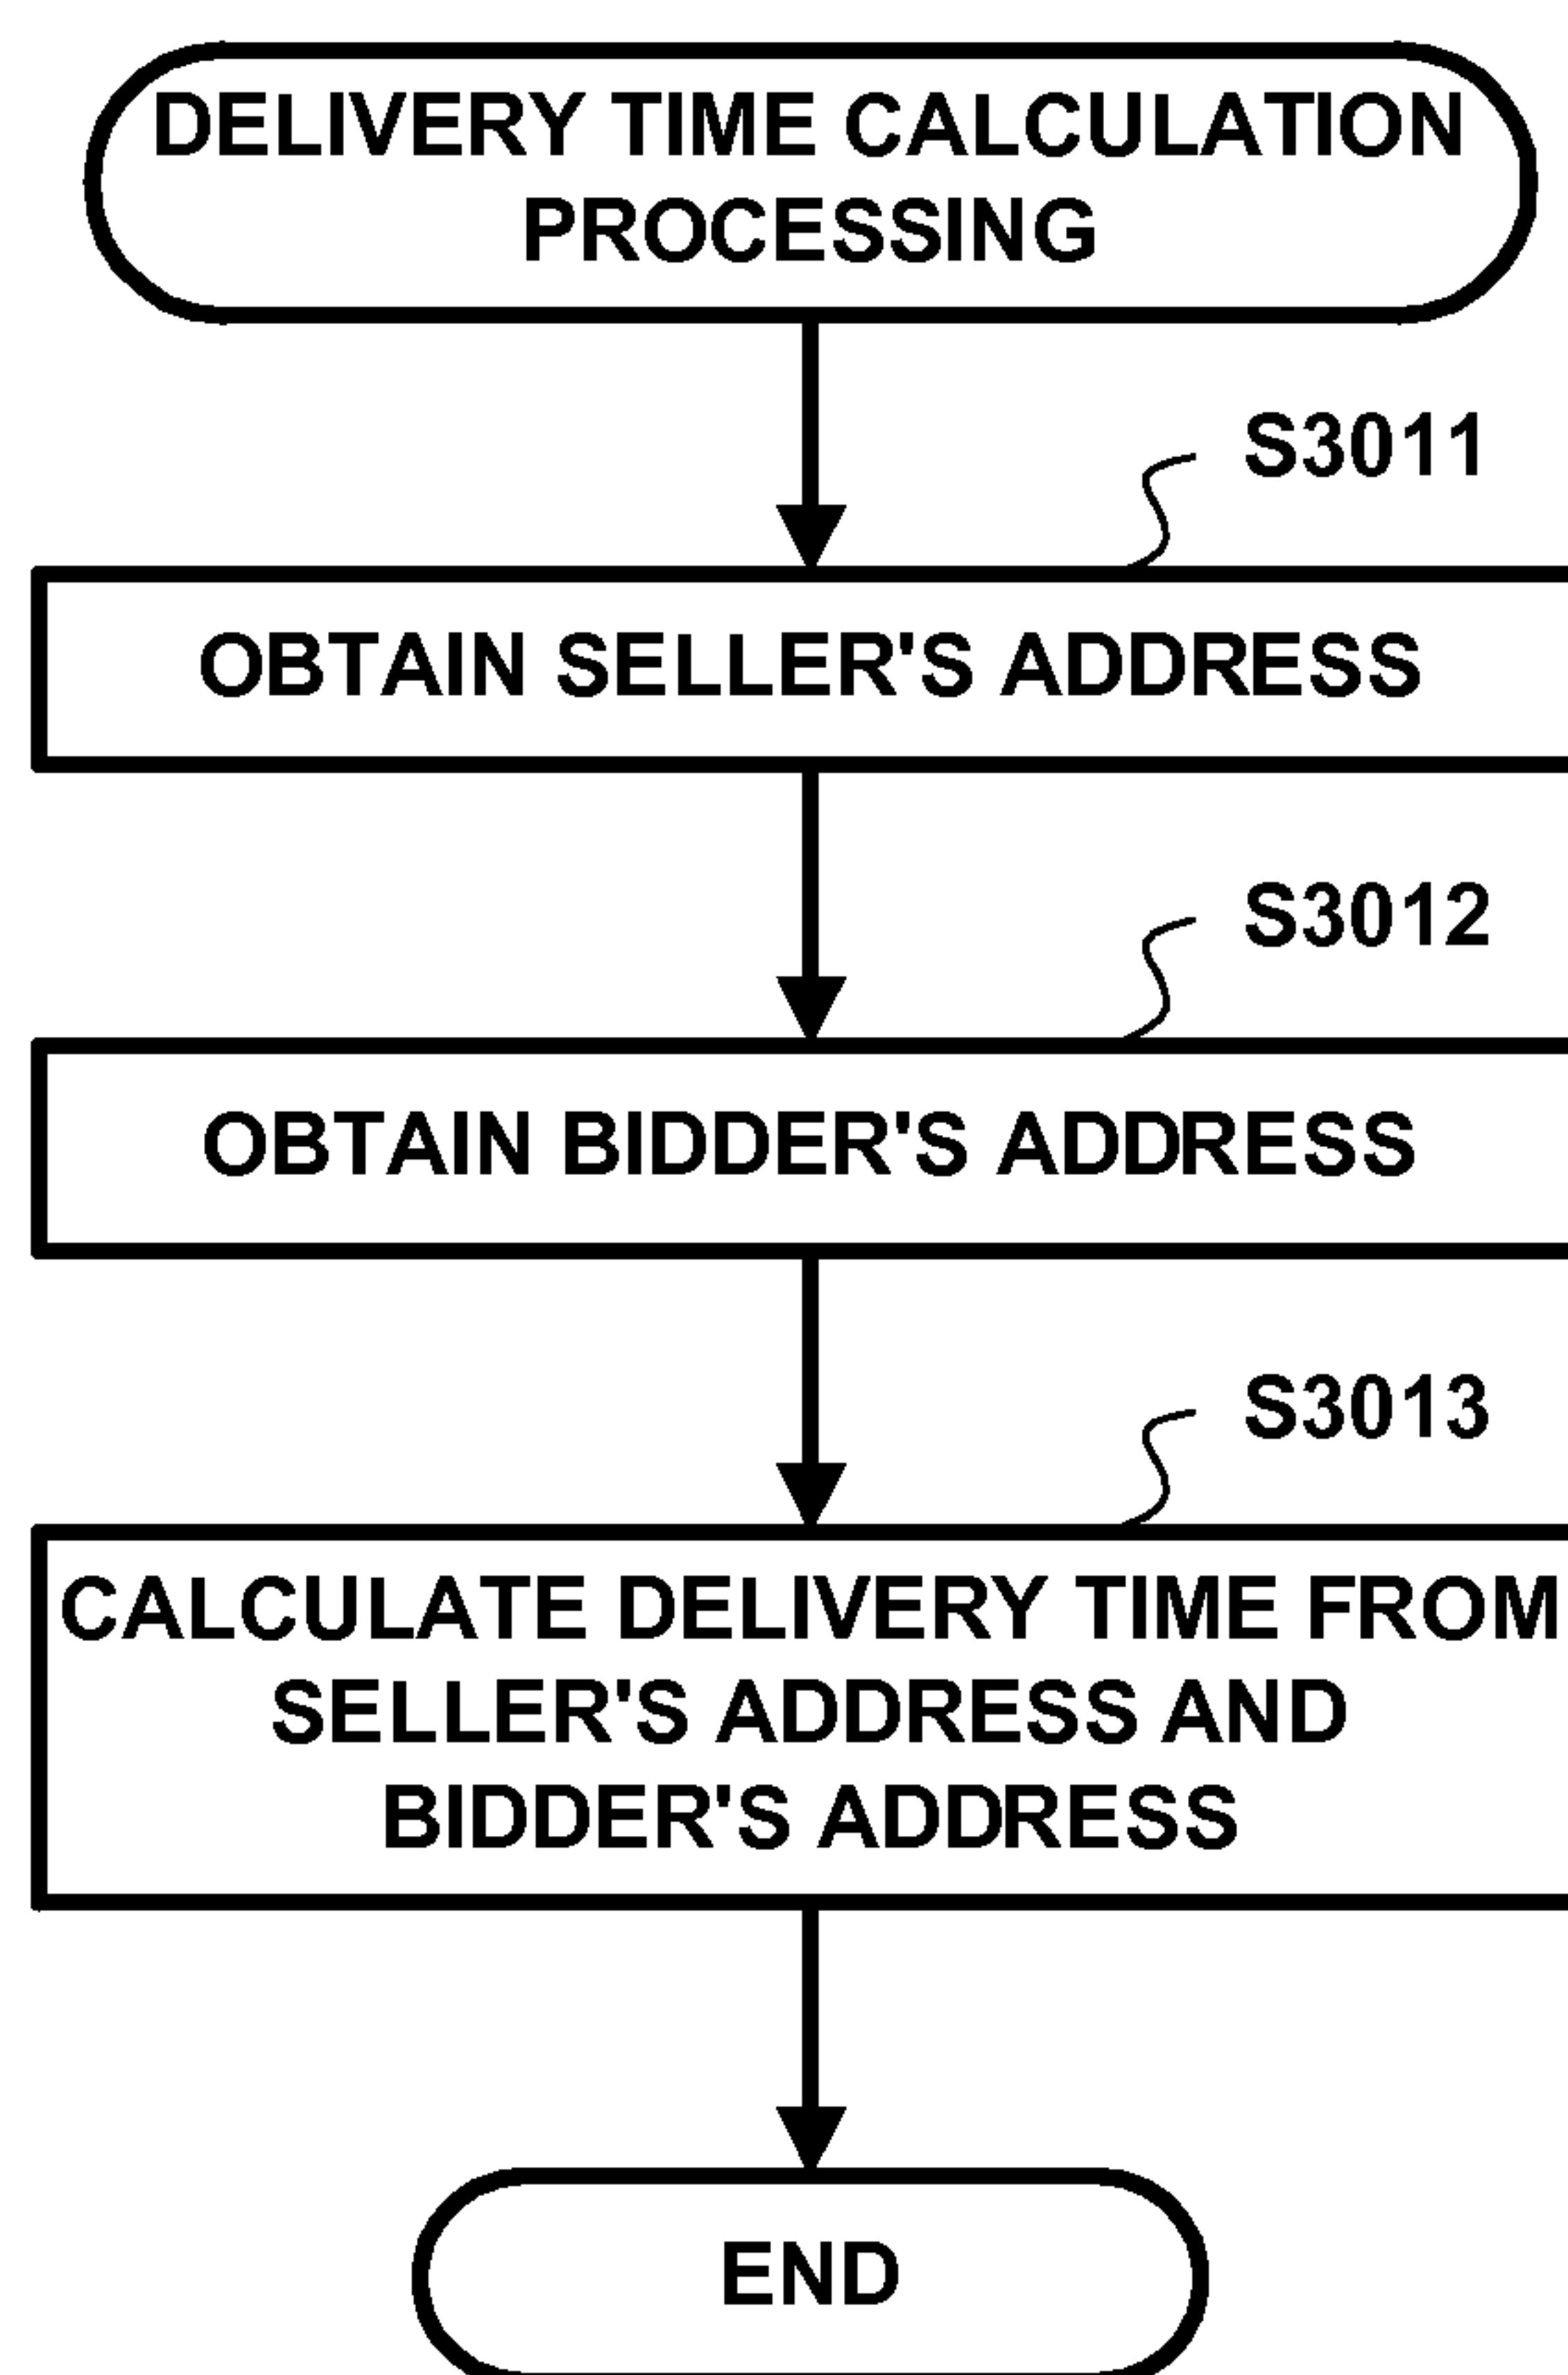 DELIVERY TIME CALCULATION
PROCESSING
S3011
OBTAIN SELLER'S ADDRESS
S3012
OBTAIN BIDDER'S ADDRESS
S3013
CALCULATE DELIVERY TIME FROM
SELLER'S ADDRESS AND
BIDDER'S ADDRESS
END